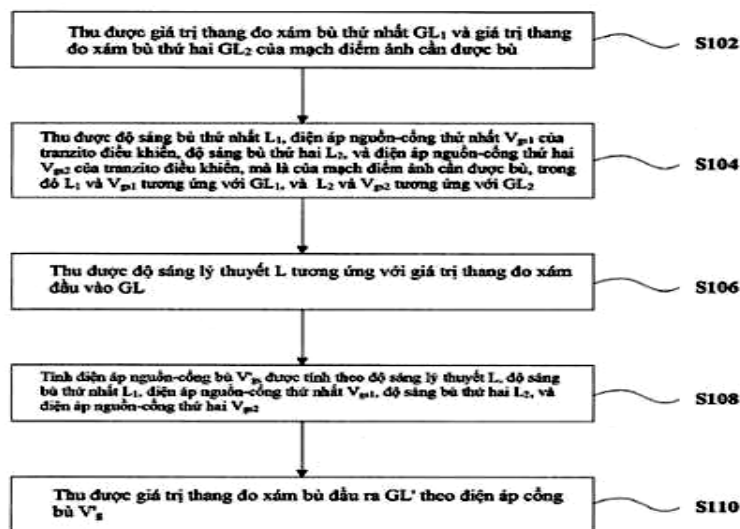 Thu được giá trị thang đo xám bù thứ nhất GL₁ và giá trị thang
đo xám bù thứ hai GL₂ của mạch điểm ảnh cần được bù
S102
Thu được độ sáng bù thứ nhất L₁, điện áp nguồn-cổng thứ nhất Vgs1 của
tranzito điều khiển, độ sáng bù thứ hai L₂, và điện áp nguồn-cổng thứ hai
Vgs2 của tranzito điều khiển, mà là của mạch điểm ảnh cần được bù, trong
đó L₁ và Vgs1 tương ứng với GL₁, và L₂ và Vgs2 tương ứng với GL₂
S104
Thu được độ sáng lý thuyết L tương ứng với giá trị thang đo xám
đầu vào GL
S106
Tính điện áp nguồn-cổng bù V'gs được tính theo độ sáng lý thuyết L, độ sáng
bù thứ nhất L₁, điện áp nguồn-cổng thứ nhất Vgs1, độ sáng bù thứ hai L₂, và
điện áp nguồn-cổng thứ hai Vgs2
S108
Thu được giá trị thang đo xám bù đầu ra GL' theo điện áp cổng
bù V'g
S110